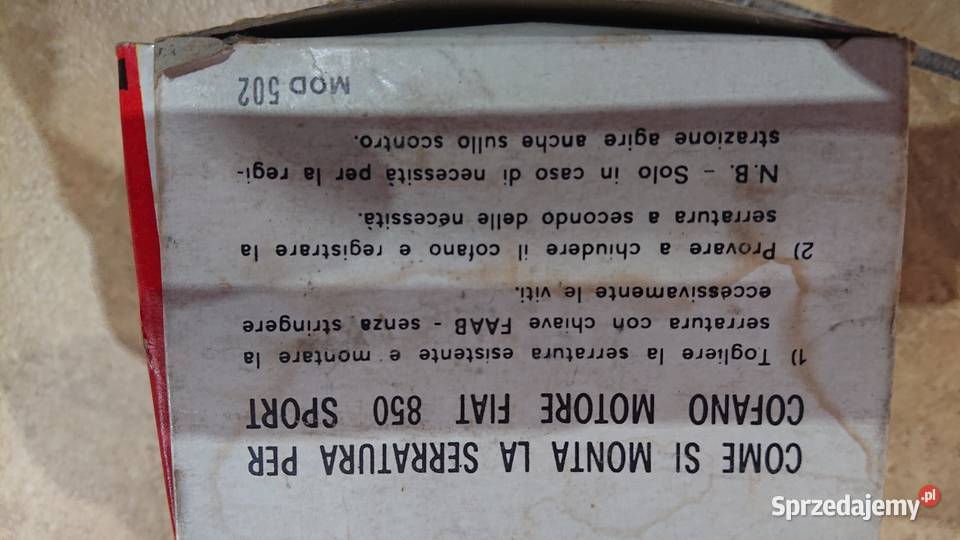 COME SI MONTA LA SERRATURA PER
COFANO MOTORE FIAT 850 SPORT
1) Togliere la serratura esistente e montare la
serratura con chiave FAAB - senza stringere
eccessivamente le viti.
2) Provare a chiudere il cofano e registrare la
serratura a secondo delle necessità.
N.B. - Solo in caso di necessità per la regi-
strazione agire anche sullo scontro.
MOD 502
Sprzedajemy.pl